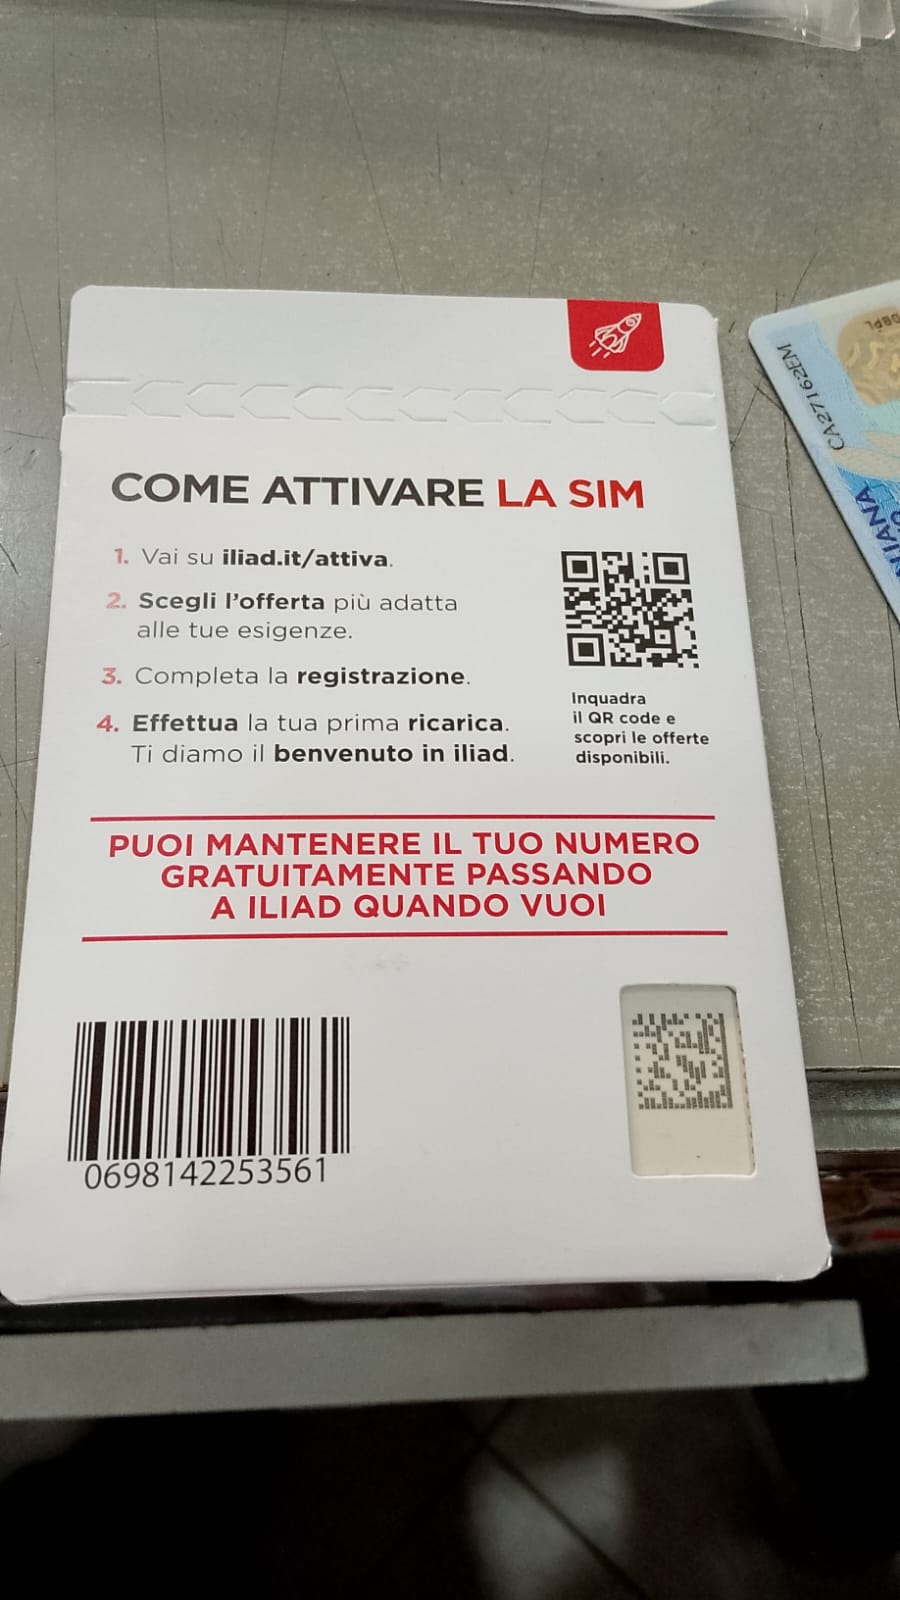 COME ATTIVARE LA SIM
1. Vai su iliad.it/attiva.
2. Scegli l'offerta più adatta
alle tue esigenze.
3. Completa la registrazione.
4. Effettua la tua prima ricarica.
Ti diamo il benvenuto in iliad.
Inquadra
il QR code e
scopri le offerte
disponibili.
PUOI MANTENERE IL TUO NUMERO
GRATUITAMENTE PASSANDO
A ILIAD QUANDO VUOI
0698142253561
CA27162EM